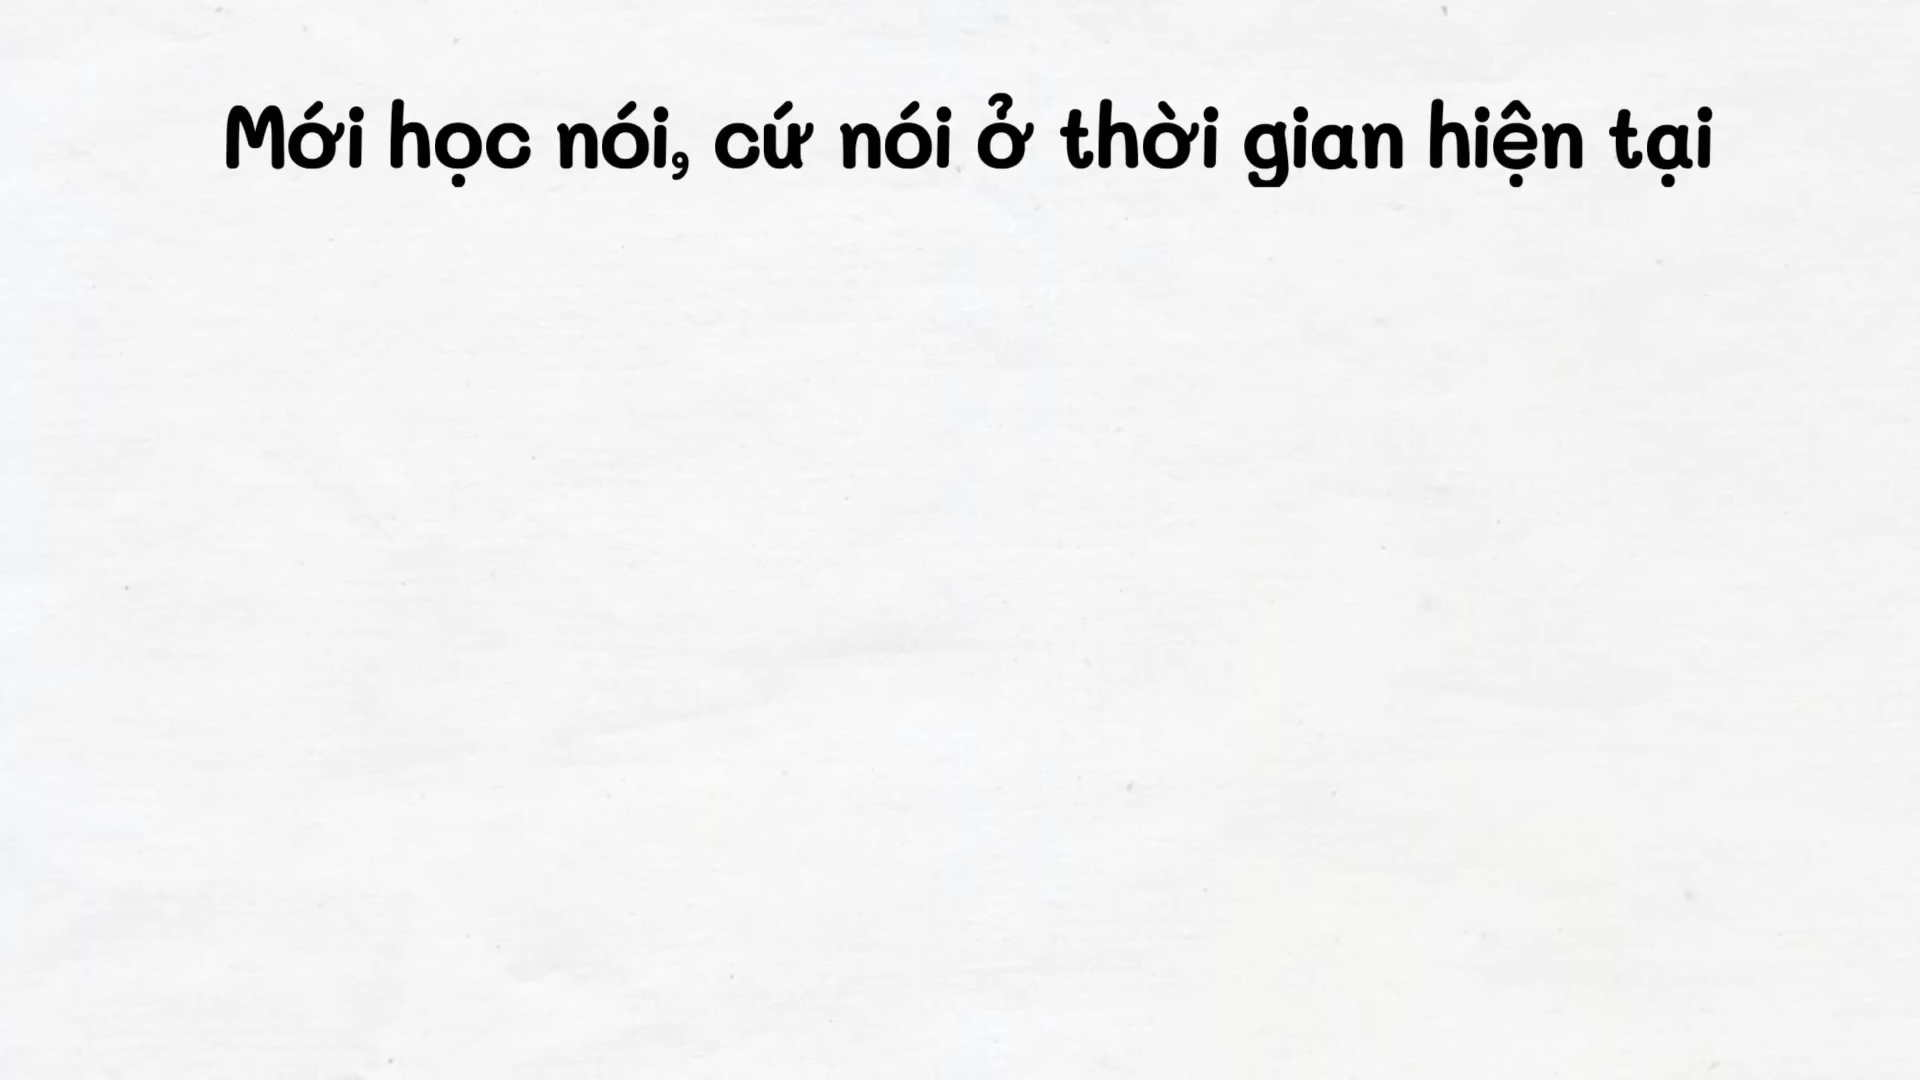 Mới học nói, cứ nói ở thời gian hiện tại